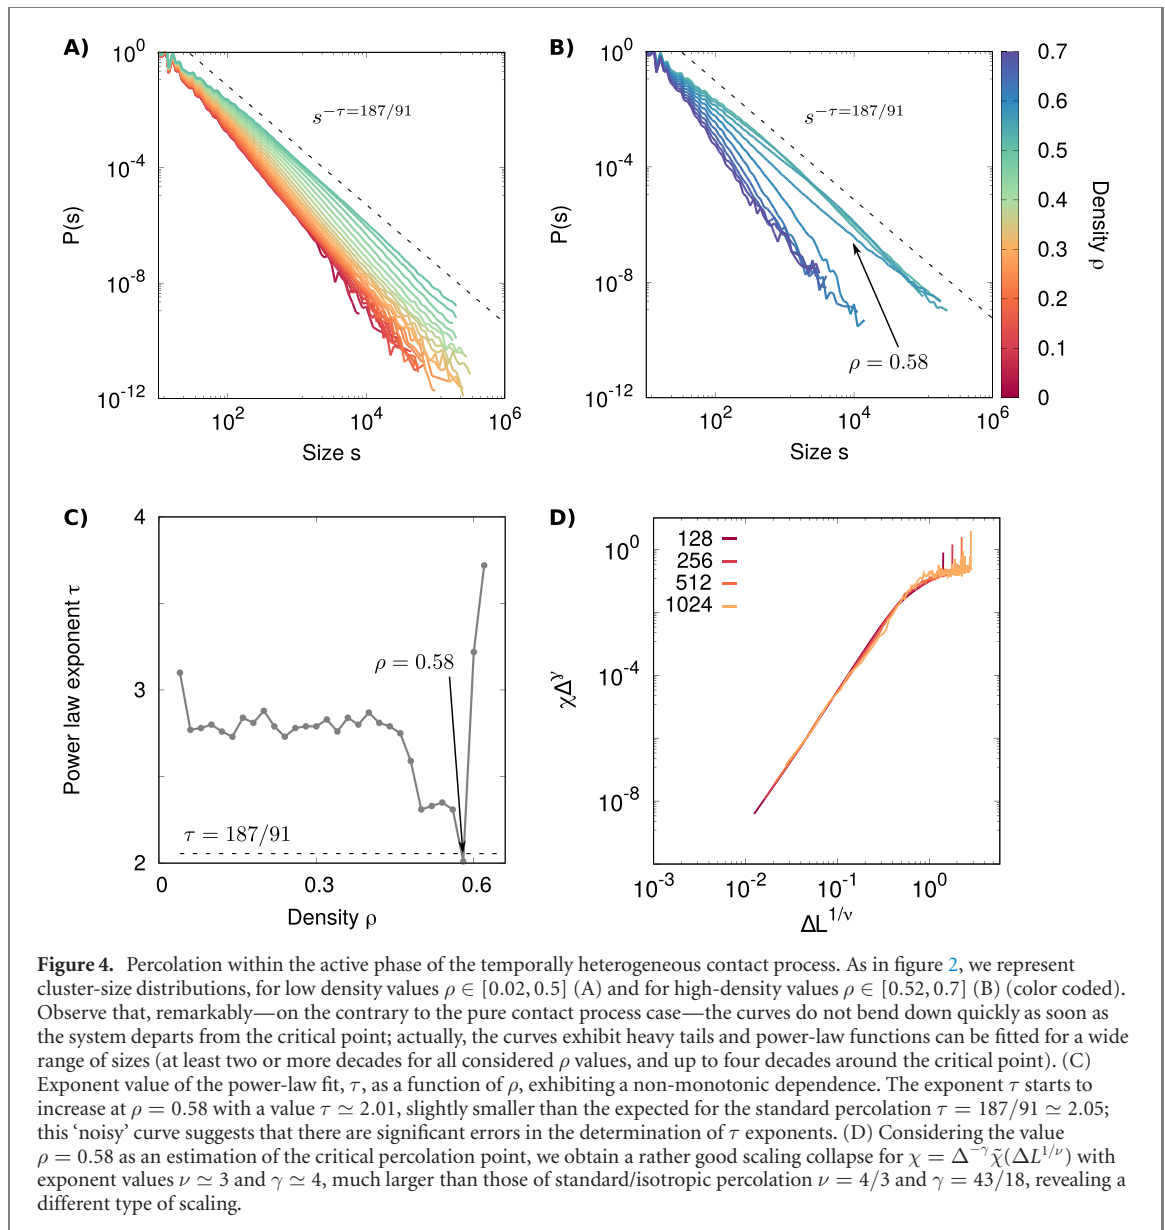 A)
10^0
10^-4
10^-8
10^-12
P(s)
s^{−τ=187/91}
10^2
10^4
10^6
Size s
B)
10^0
10^-4
10^-8
10^-12
P(s)
s^{−τ=187/91}
ρ = 0.58
10^2
10^4
10^6
Size s
0.7
0.6
0.5
0.4
0.3
0.2
0.1
0
Density ρ
C)
4
3
2
Power law exponent τ
ρ = 0.58
τ = 187/91
0
0.3
0.6
Density ρ
D)
128
256
512
1024
10^0
10^-4
10^-8
χΔ^γ
10^-3
10^-2
10^-1
10^0
ΔL^{1/ν}
Figure 4. Percolation within the active phase of the temporally heterogeneous contact process. As in figure 2, we represent
cluster-size distributions, for low density values ρ ∈ [0.02, 0.5] (A) and for high-density values ρ ∈ [0.52, 0.7] (B) (color coded).
Observe that, remarkably—on the contrary to the pure contact process case—the curves do not bend down quickly as soon as
the system departs from the critical point; actually, the curves exhibit heavy tails and power-law functions can be fitted for a wide
range of sizes (at least two or more decades for all considered ρ values, and up to four decades around the critical point). (C)
Exponent value of the power-law fit, τ, as a function of ρ, exhibiting a non-monotonic dependence. The exponent τ starts to
increase at ρ = 0.58 with a value τ ≃ 2.01, slightly smaller than the expected for the standard percolation τ = 187/91 ≃ 2.05;
this ‘noisy’ curve suggests that there are significant errors in the determination of τ exponents. (D) Considering the value
ρ = 0.58 as an estimation of the critical percolation point, we obtain a rather good scaling collapse for χ = Δ^{−γ}χ̃(ΔL^{1/ν}) with
exponent values ν ≃ 3 and γ ≃ 4, much larger than those of standard/isotropic percolation ν = 4/3 and γ = 43/18, revealing a
different type of scaling.